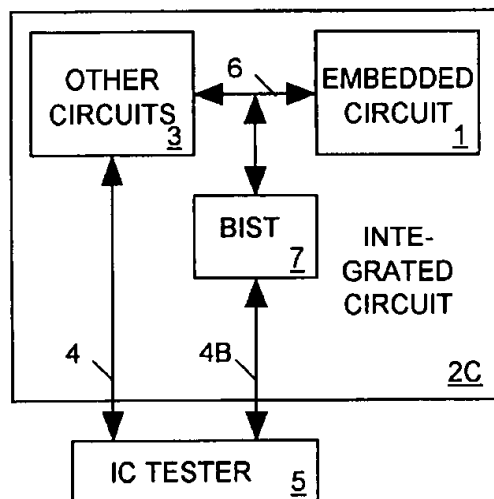 OTHER
CIRCUITS
3
6
EMBEDDED
CIRCUIT
1
BIST
7
INTE-
GRATED
CIRCUIT
4
4B
2C
IC TESTER
5